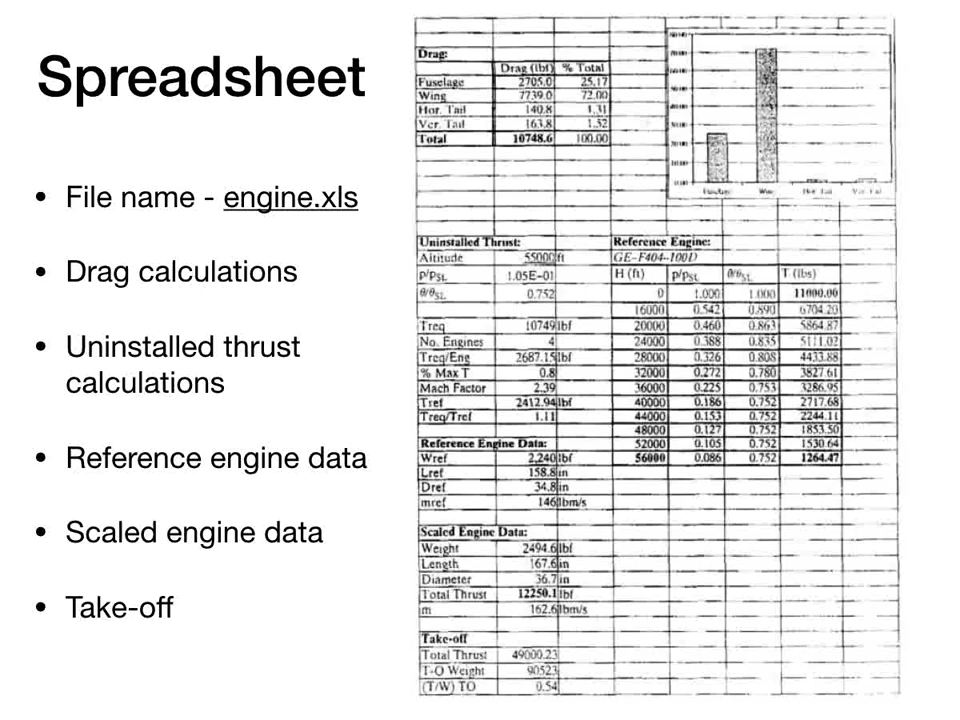 Spreadsheet
• File name - engine.xls
• Drag calculations
• Uninstalled thrust
calculations
• Reference engine data
• Scaled engine data
• Take-off
Drag:
Drag (lbf) % Total
Fuselage 2705.0 25.17
Wing 7739.0 72.00
Hor. Tail 140.8 1.31
Ver. Tail 163.8 1.52
Total 10748.6 100.00
Fuselage Wing Hor. Tail Ver. Tail
Uninstalled Thrust:
Altitude 55000 ft
p/pSL 1.05E-01
θ/θSL 0.752
Treq 10749 lbf
No. Engines 4
Treq/Eng 2687.15 lbf
% Max T 0.8
Mach Factor 2.39
Tref 2412.94 lbf
Treq/Tref 1.11
Reference Engine Data:
Wref 2,240 lbf
Lref 158.8 in
Dref 34.8 in
mref 146 lbm/s
Scaled Engine Data:
Weight 2494.6 lbf
Length 167.6 in
Diameter 36.7 in
Total Thrust 12250.1 lbf
m 162.6 lbm/s
Take-off
Total Thrust 49000.23
T-O Weight 90523
(T/W) TO 0.54
Reference Engine:
GE-F404-100D
H (ft) p/pSL θ/θSL T (lbs)
0 1.000 1.000 11000.00
16000 0.542 0.890 6704.20
20000 0.460 0.863 5864.87
24000 0.388 0.835 5111.02
28000 0.326 0.808 4433.88
32000 0.272 0.780 3827.61
36000 0.225 0.753 3286.95
40000 0.186 0.752 2717.68
44000 0.153 0.752 2244.11
48000 0.127 0.752 1853.50
52000 0.105 0.752 1530.64
56000 0.086 0.752 1264.47